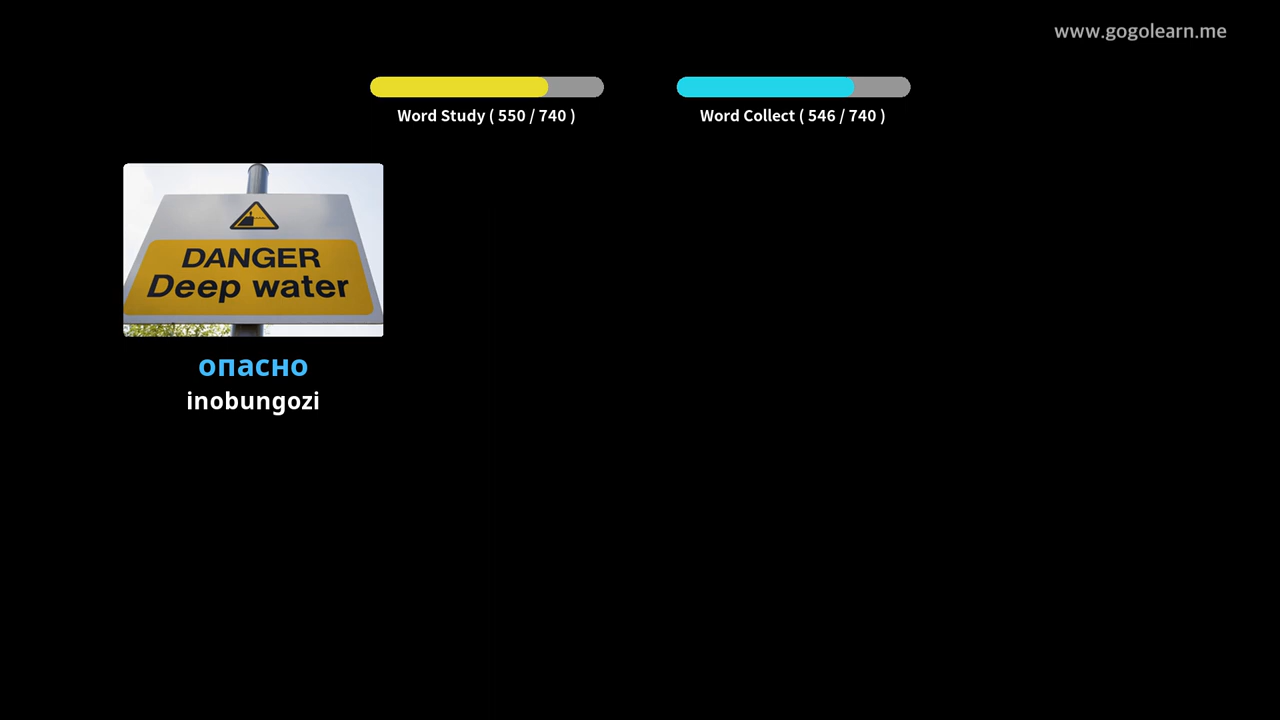 www.gogolearn.me
Word Study ( 550 / 740 )
Word Collect ( 546 / 740 )
DANGER
Deep water
опасно
inobungozi